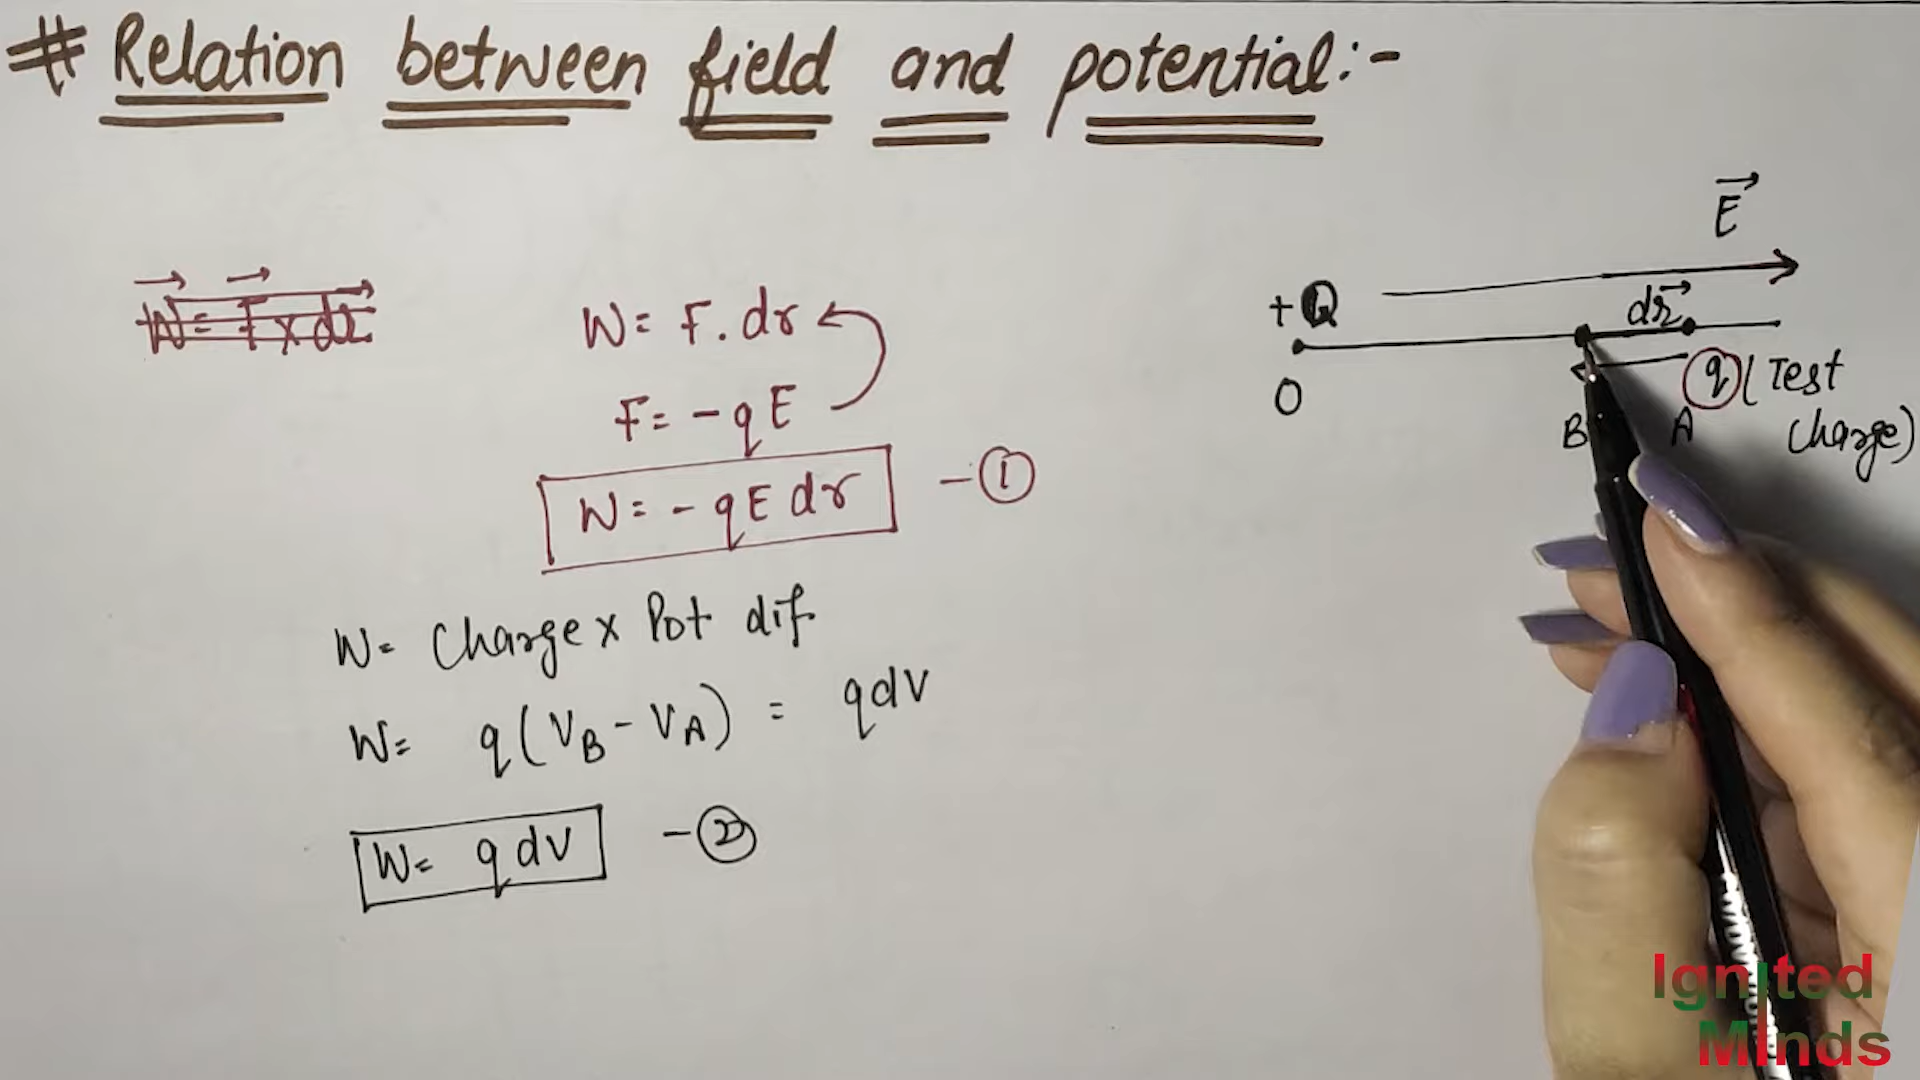 # Relation between field and potential:-
W = F x dr
W = F. dr
F = - qE
W = - qE dr - ①
W = Charge x Pot dif
W = q(VB - VA) = qdV
W = qdV - ②
E
+Q
dr
O
q (Test
B A Charge)
Ignited
Minds